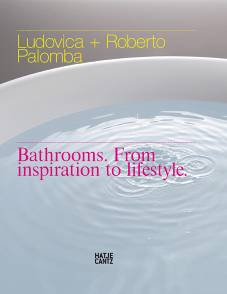 Ludovica + Roberto
Palomba
Bathrooms. From
inspiration to lifestyle.
HATJE
CANTZ